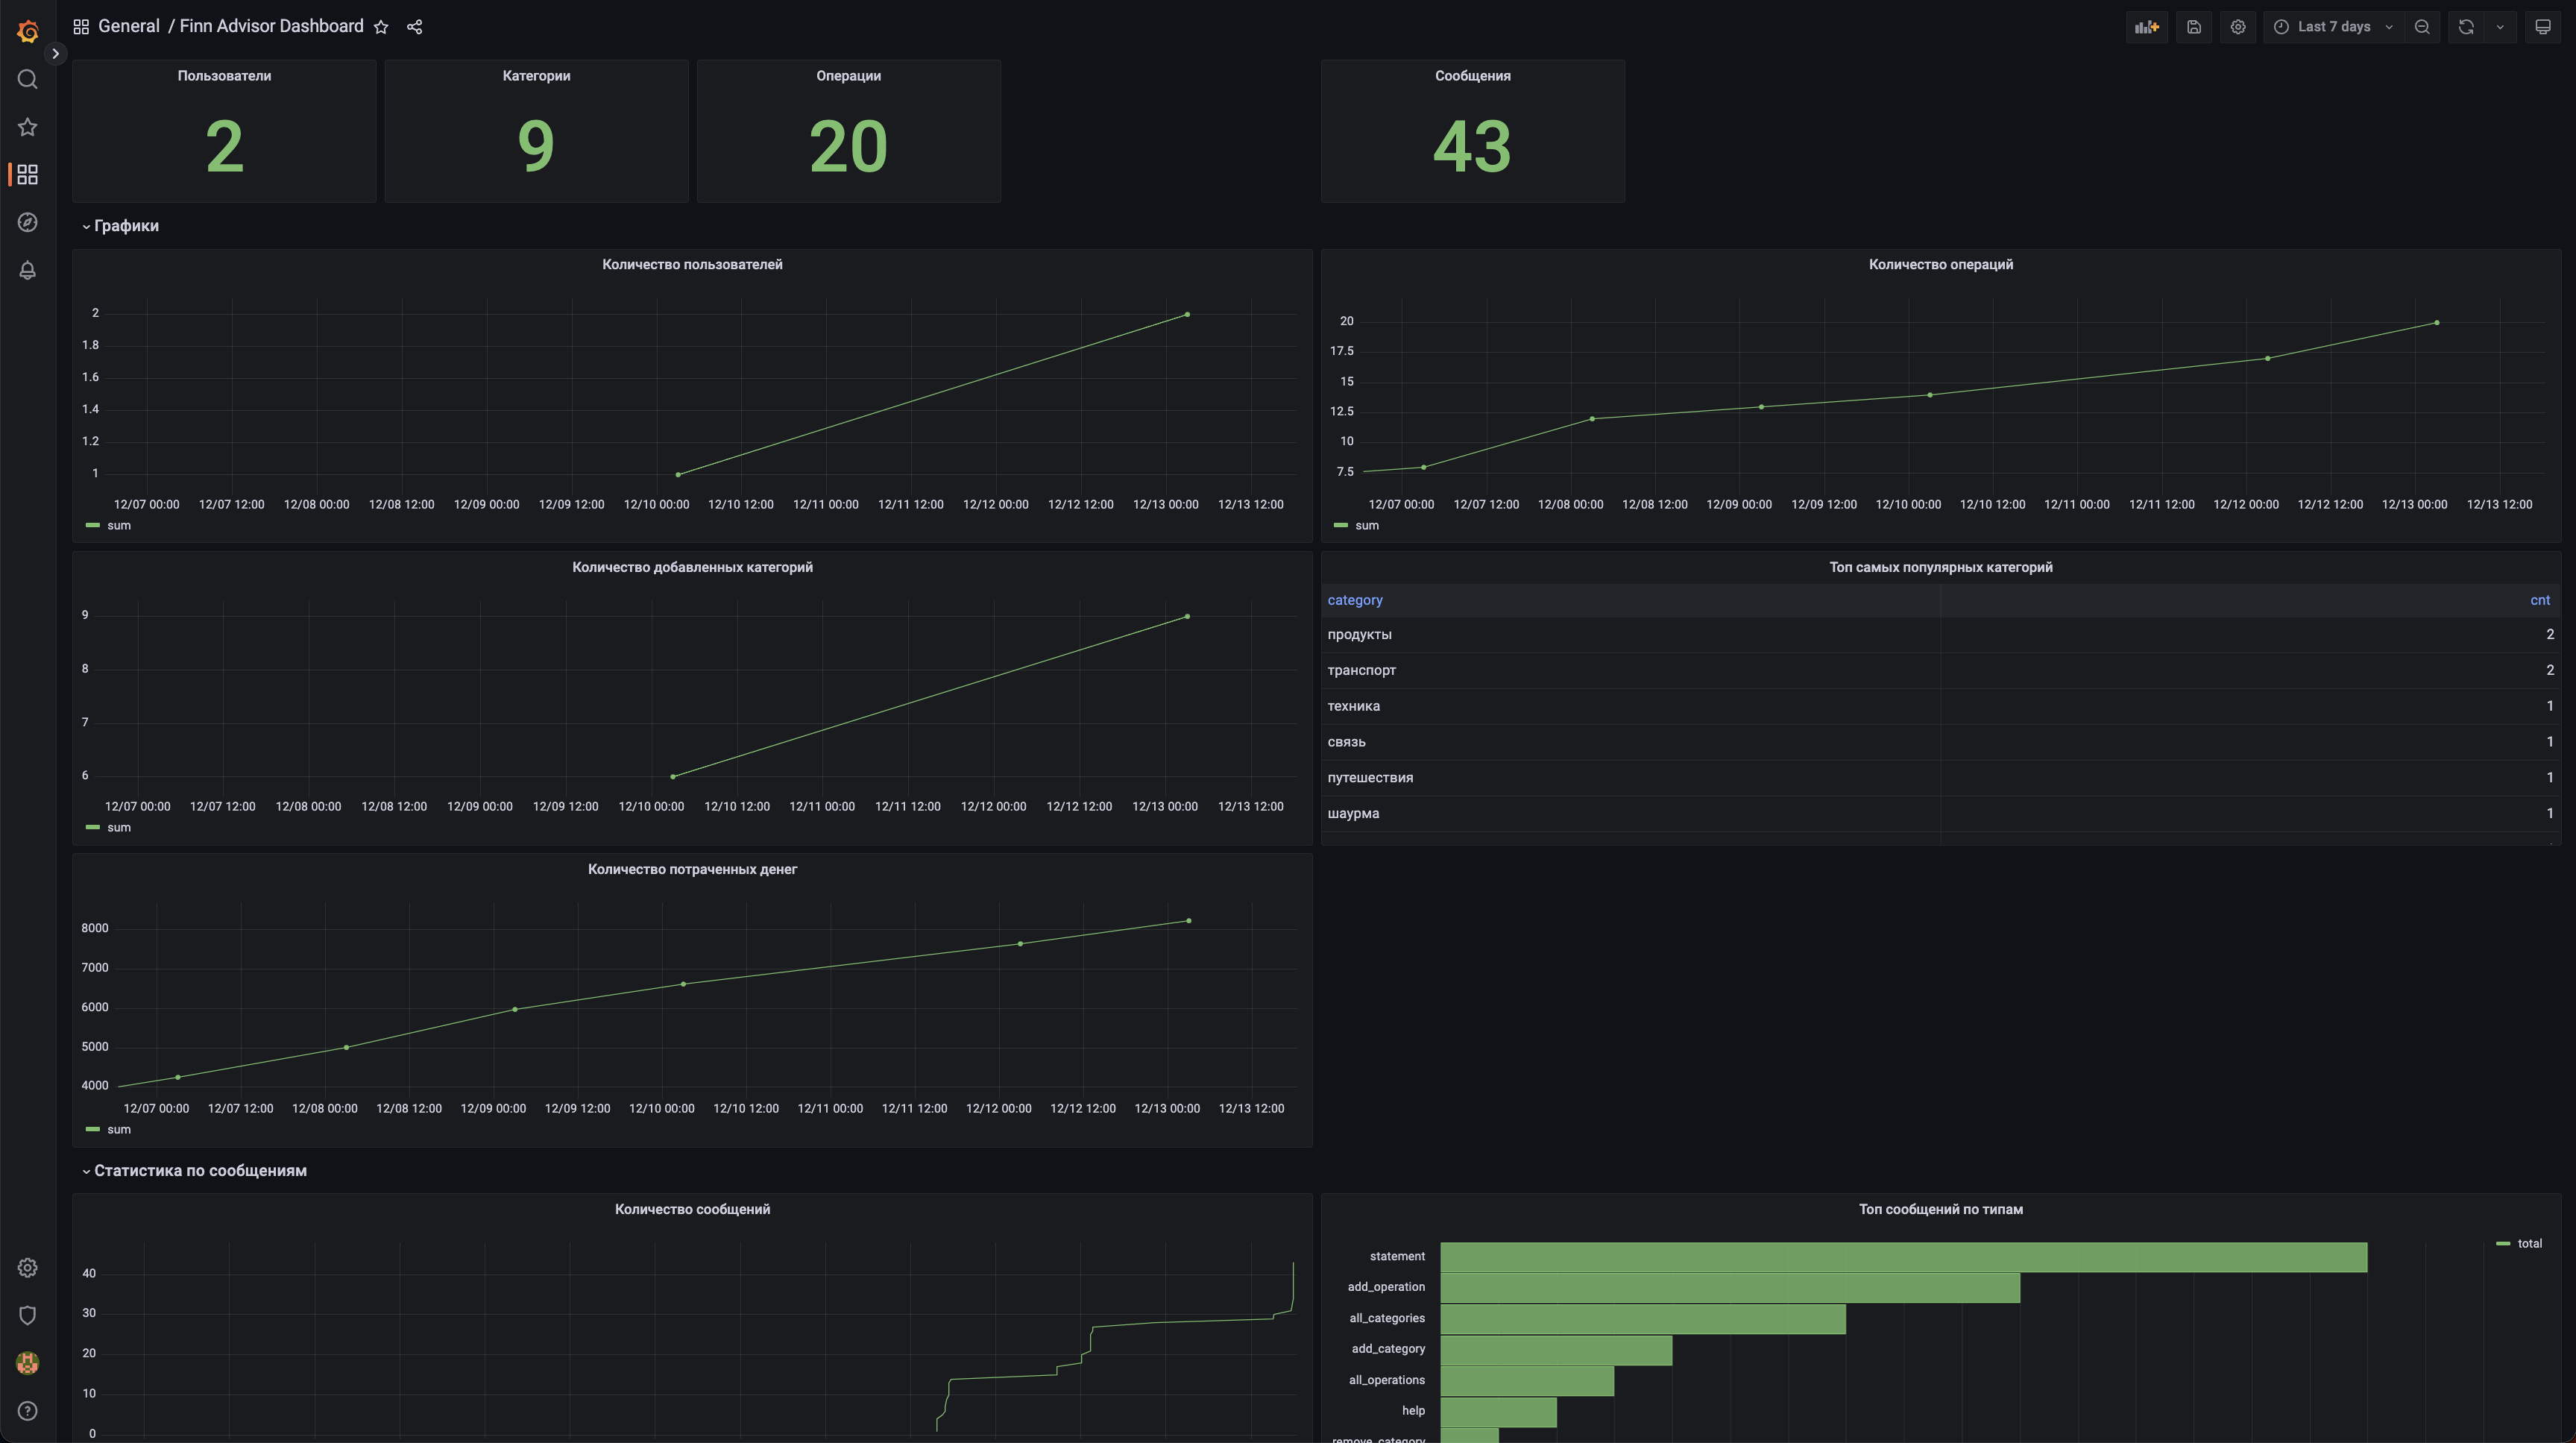 General / Finn Advisor Dashboard
Last 7 days
Пользователи
2
Категории
9
Операции
20
Сообщения
43
Графики
Количество пользователей
2
1.8
1.6
1.4
1.2
1
12/07 00:00 12/07 12:00 12/08 00:00 12/08 12:00 12/09 00:00 12/09 12:00 12/10 00:00 12/10 12:00 12/11 00:00 12/11 12:00 12/12 00:00 12/12 12:00 12/13 00:00 12/13 12:00
sum
Количество операций
20
17.5
15
12.5
10
7.5
12/07 00:00 12/07 12:00 12/08 00:00 12/08 12:00 12/09 00:00 12/09 12:00 12/10 00:00 12/10 12:00 12/11 00:00 12/11 12:00 12/12 00:00 12/12 12:00 12/13 00:00 12/13 12:00
sum
Количество добавленных категорий
9
8
7
6
12/07 00:00 12/07 12:00 12/08 00:00 12/08 12:00 12/09 00:00 12/09 12:00 12/10 00:00 12/10 12:00 12/11 00:00 12/11 12:00 12/12 00:00 12/12 12:00 12/13 00:00 12/13 12:00
sum
Топ самых популярных категорий
category cnt
продукты 2
транспорт 2
техника 1
связь 1
путешествия 1
шаурма 1
Количество потраченных денег
8000
7000
6000
5000
4000
12/07 00:00 12/07 12:00 12/08 00:00 12/08 12:00 12/09 00:00 12/09 12:00 12/10 00:00 12/10 12:00 12/11 00:00 12/11 12:00 12/12 00:00 12/12 12:00 12/13 00:00 12/13 12:00
sum
Статистика по сообщениям
Количество сообщений
40
30
20
10
0
Топ сообщений по типам
total
statement
add_operation
all_categories
add_category
all_operations
help
remove_category